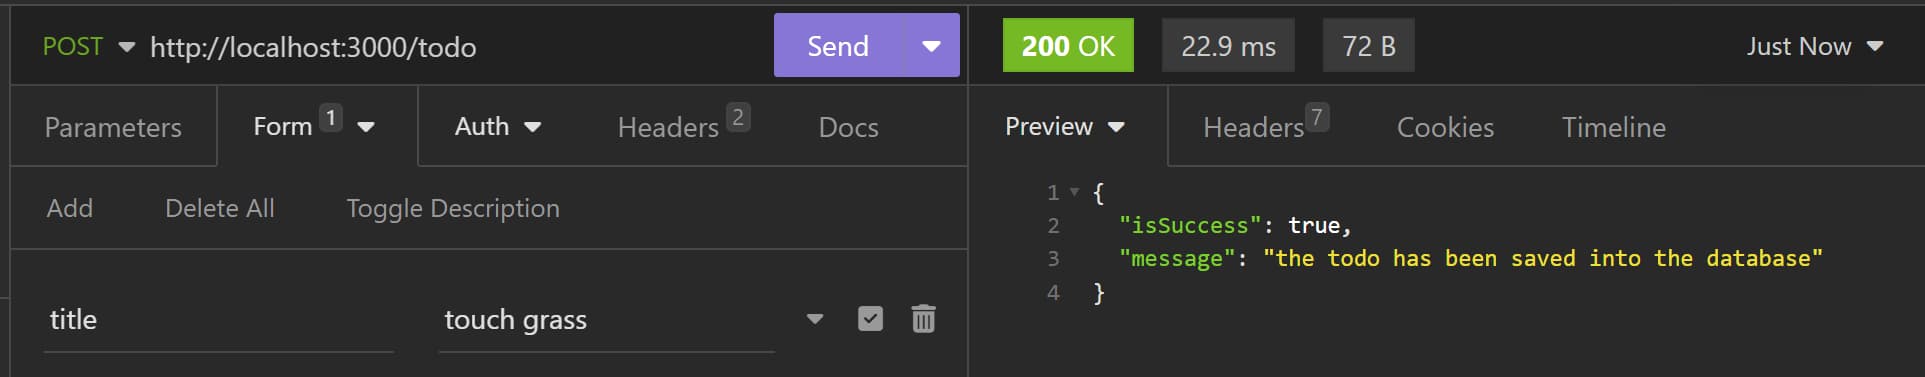 POST http://localhost:3000/todo Send
Parameters Form 1 Auth Headers 2 Docs
Add Delete All Toggle Description
title touch grass
200 OK 22.9 ms 72 B Just Now
Preview Headers 7 Cookies Timeline
1 {
2 "isSuccess": true,
3 "message": "the todo has been saved into the database"
4 }